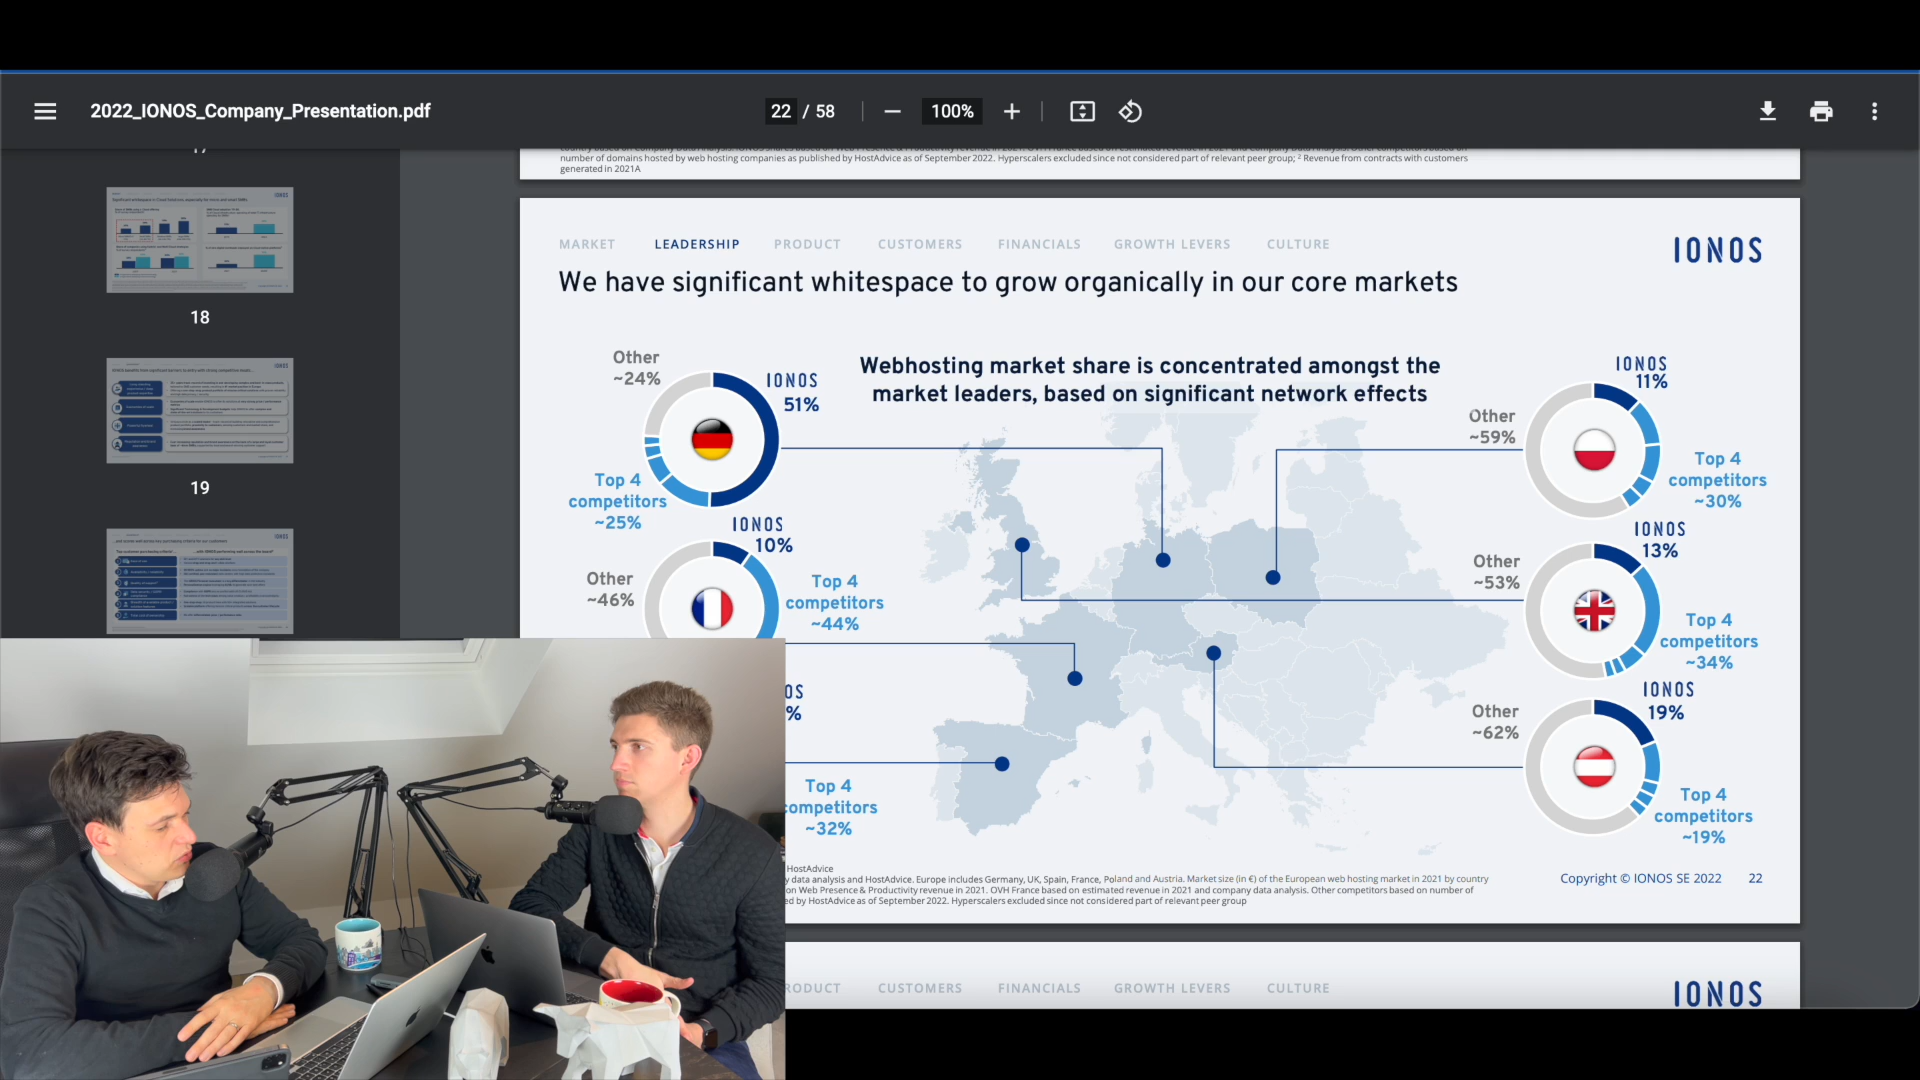 2022_IONOS_Company_Presentation.pdf
22 / 58
100%
18
19
number of domains hosted by web hosting companies as published by HostAdvice as of September 2022. Hyperscalers excluded since not considered part of relevant peer group; ² Revenue from contracts with customers
generated in 2021A
MARKET LEADERSHIP PRODUCT CUSTOMERS FINANCIALS GROWTH LEVERS CULTURE
IONOS
We have significant whitespace to grow organically in our core markets
Webhosting market share is concentrated amongst the
market leaders, based on significant network effects
Other
~24%
IONOS
51%
Top 4
competitors
~25%
IONOS
10%
Other
~46%
Top 4
competitors
~44%
OS
%
Top 4
ompetitors
~32%
IONOS
11%
Other
~59%
Top 4
competitors
~30%
IONOS
13%
Other
~53%
Top 4
competitors
~34%
IONOS
19%
Other
~62%
Top 4
competitors
~19%
HostAdvice
y data analysis and HostAdvice. Europe includes Germany, UK, Spain, France, Poland and Austria. Market size (in €) of the European web hosting market in 2021 by country
on Web Presence & Productivity revenue in 2021. OVH France based on estimated revenue in 2021 and company data analysis. Other competitors based on number of
ed by HostAdvice as of September 2022. Hyperscalers excluded since not considered part of relevant peer group
Copyright © IONOS SE 2022 22
RODUCT CUSTOMERS FINANCIALS GROWTH LEVERS CULTURE
IONOS